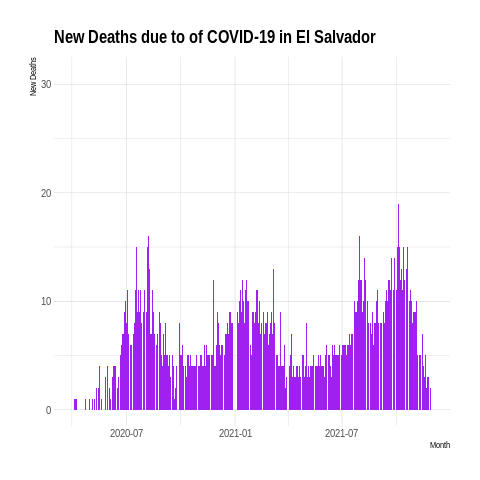 New Deaths due to of COVID-19 in El Salvador
New Deaths
30
20
10
0
2020-07
2021-01
2021-07
Month